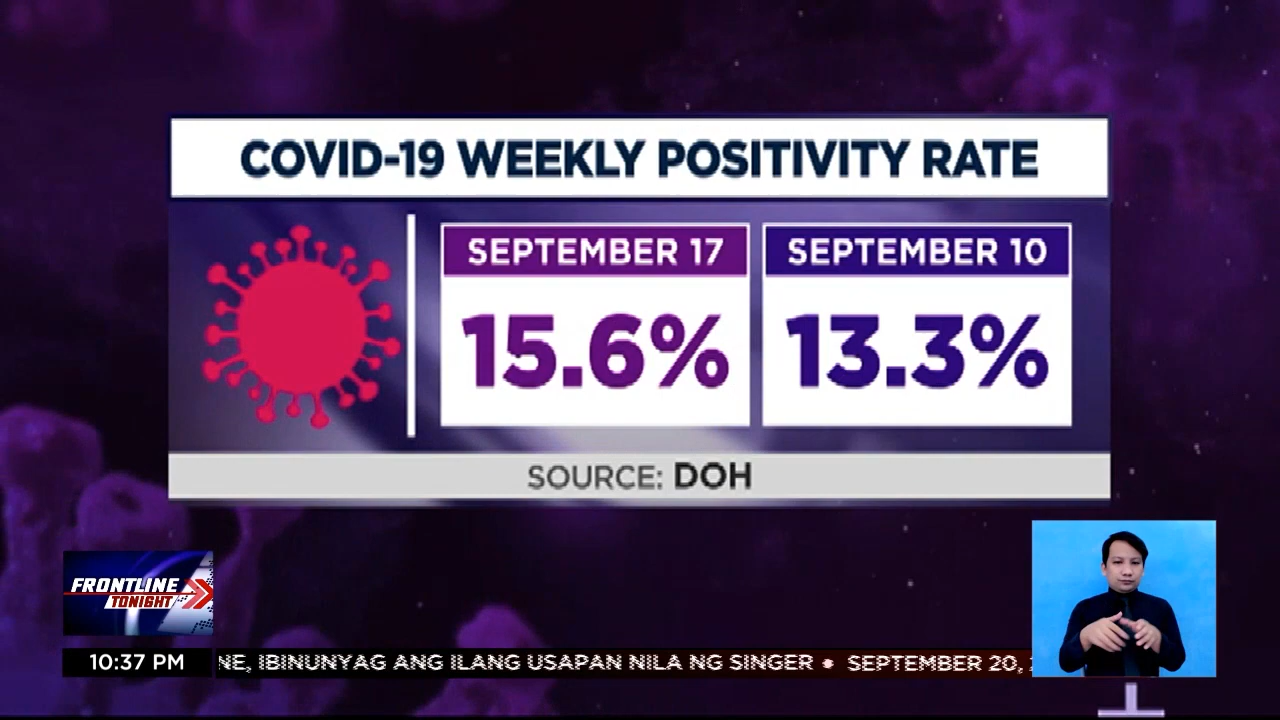 COVID-19 WEEKLY POSITIVITY RATE
SEPTEMBER 17
SEPTEMBER 10
15.6%
13.3%
SOURCE: DOH
FRONTLINE
TONIGHT
10:37 PM
NE, IBINUNYAG ANG ILANG USAPAN NILA NG SINGER • SEPTEMBER 20,